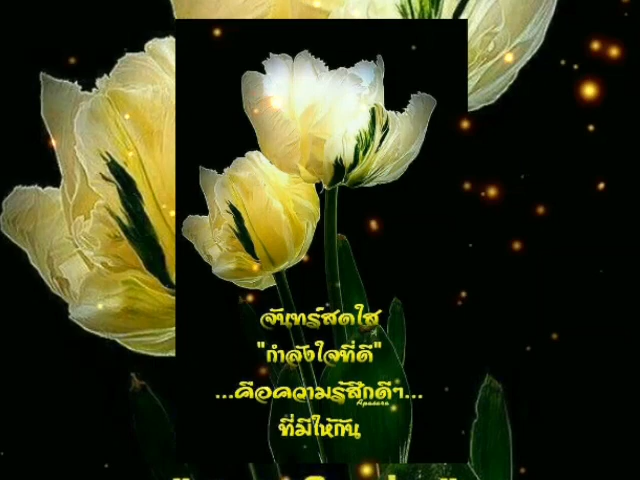 จันทร์สดใส
"กำลังใจที่ดี"
...คือความรู้สึกดีๆ...
Apasara
ที่มีให้กัน